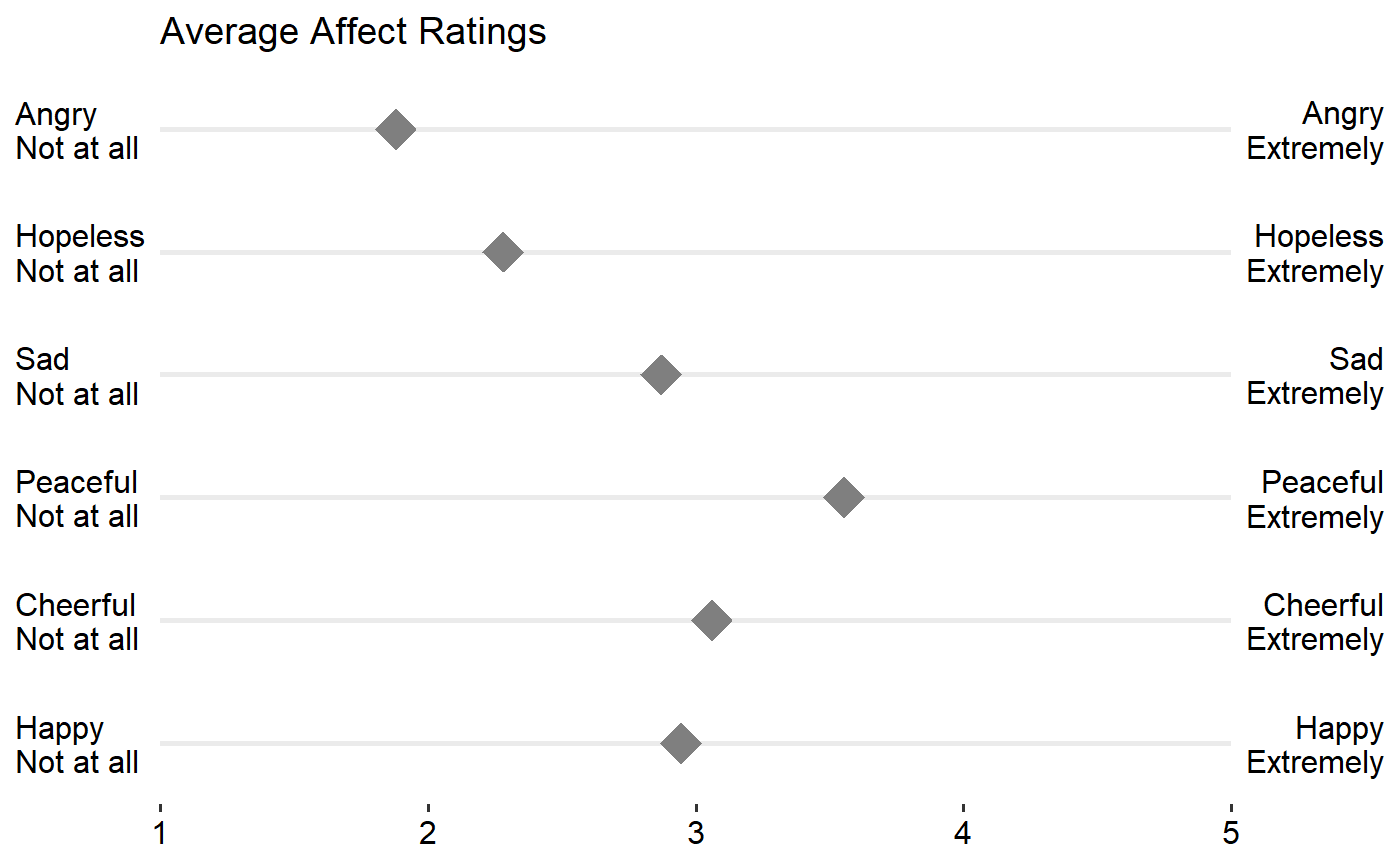 Average Affect Ratings
Angry
Not at all
Angry
Extremely
Hopeless
Not at all
Hopeless
Extremely
Sad
Not at all
Sad
Extremely
Peaceful
Not at all
Peaceful
Extremely
Cheerful
Not at all
Cheerful
Extremely
Happy
Not at all
Happy
Extremely
1 2 3 4 5